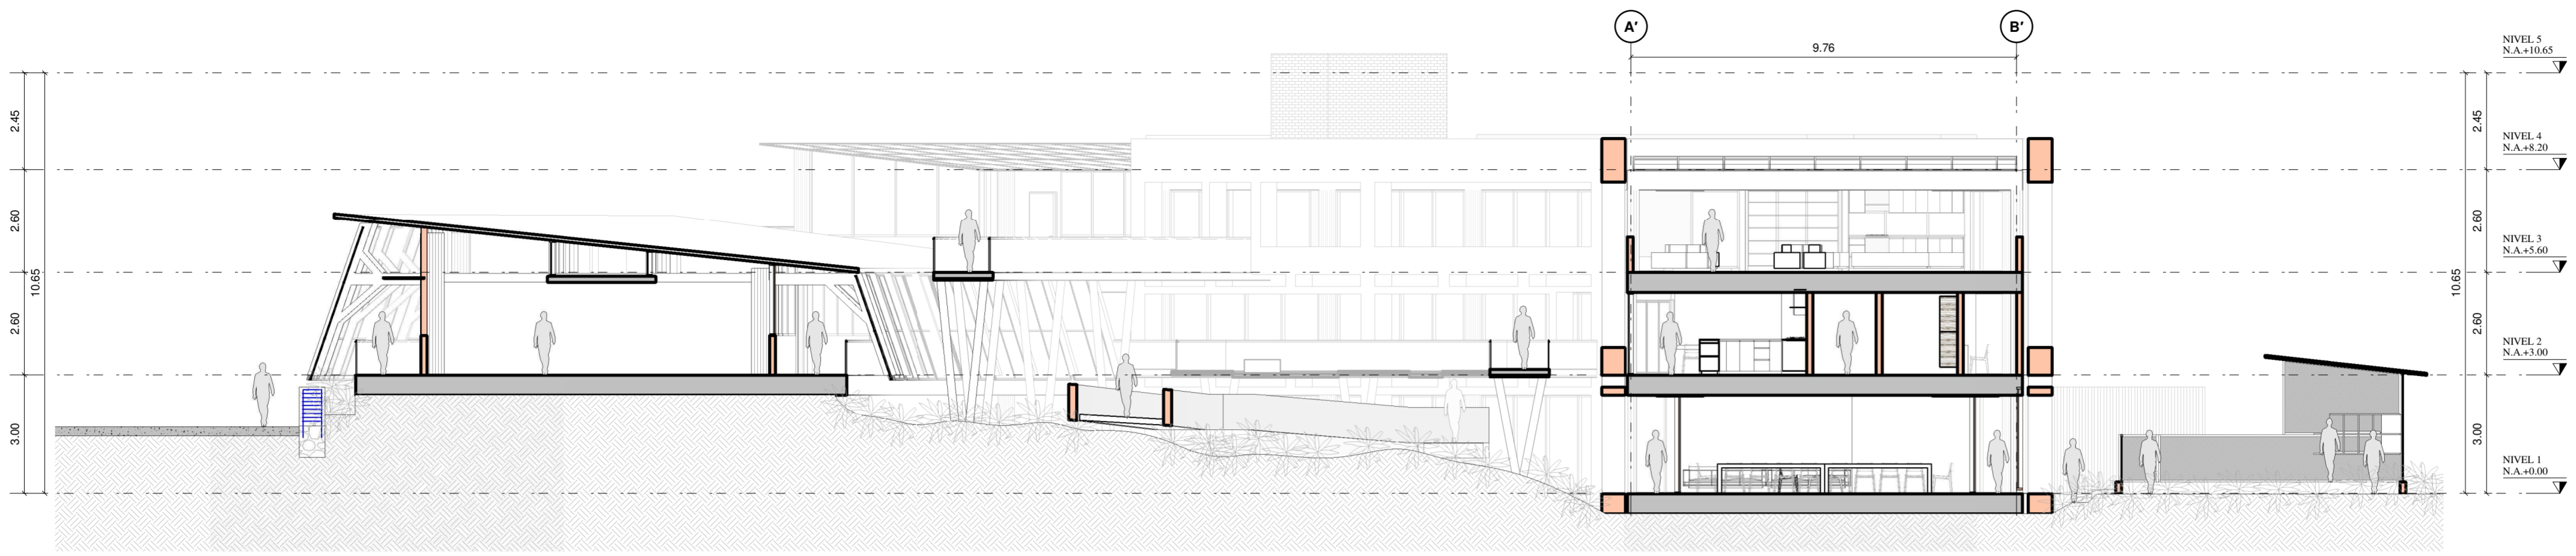 A′
B′
9.76
NIVEL 5
N.A.+10.65
2.45
2.45
NIVEL 4
N.A.+8.20
2.60
2.60
NIVEL 3
N.A.+5.60
10.65
10.65
2.60
2.60
NIVEL 2
N.A.+3.00
3.00
3.00
NIVEL 1
N.A.+0.00